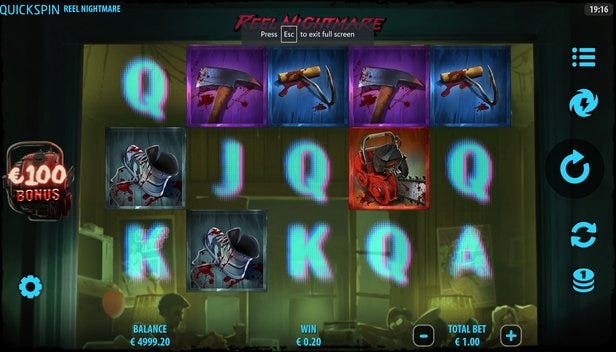 QUICKSPIN REEL NIGHTMARE
19:16
REEL NIGHTMARE
Press Esc to exit full screen
Q
J Q Q
€100
BONUS
K K A
BALANCE
€ 4999.20
WIN
€ 0.20
TOTAL BET
€ 1.00
1